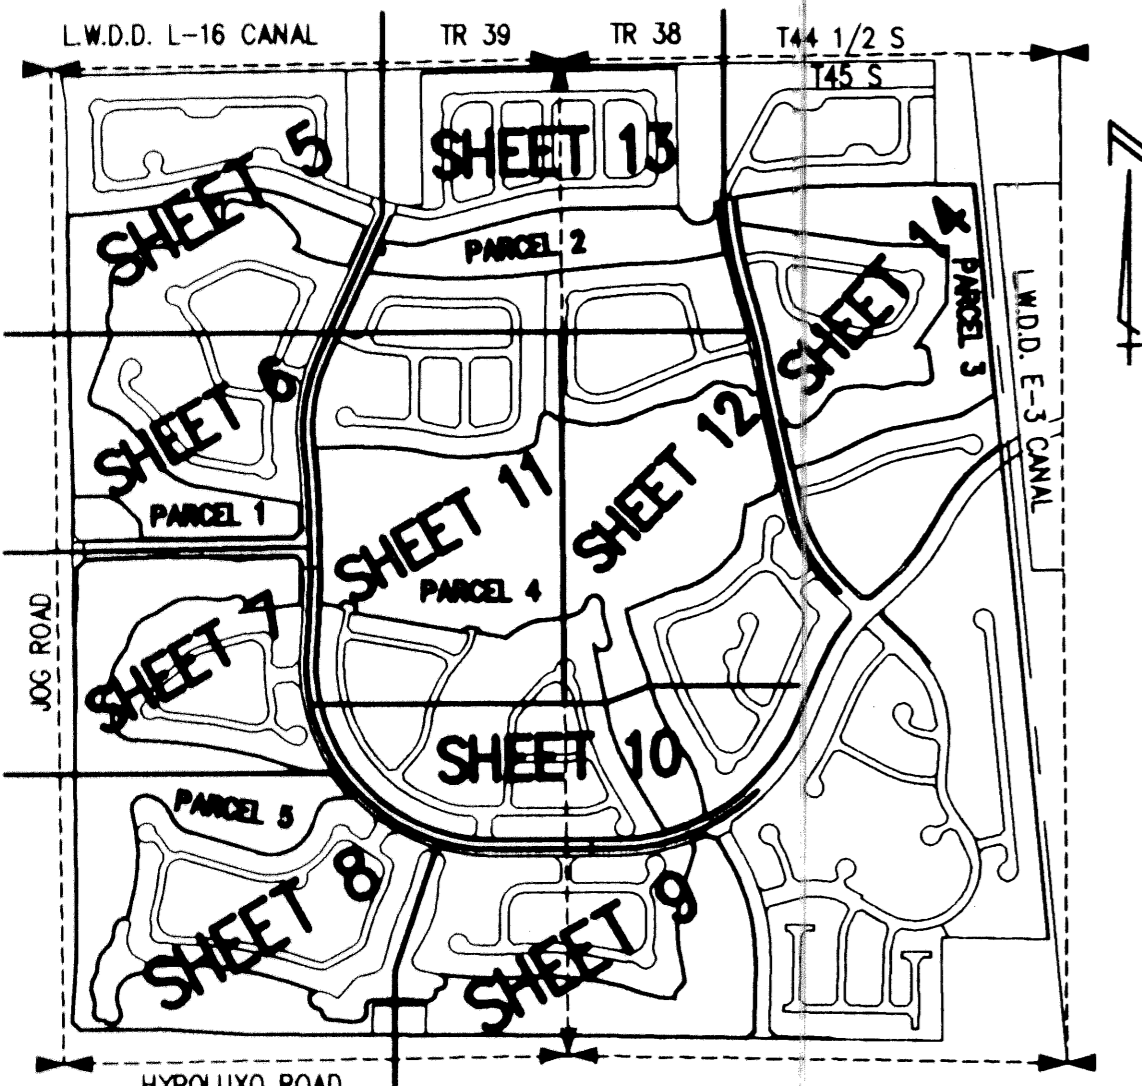 L.W.D.D. L-16 CANAL
TR 39
TR 38
T44 1/2 S
T45 S
SHEET 5
SHEET 13
SHEET 14
PARCEL 2
PARCEL 3
L.W.D.D. E-3 CANAL
SHEET 6
SHEET 11
SHEET 12
PARCEL 1
PARCEL 4
JOG ROAD
SHEET 7
SHEET 10
PARCEL 5
SHEET 8
SHEET 9
HYPOLUXO ROAD
N